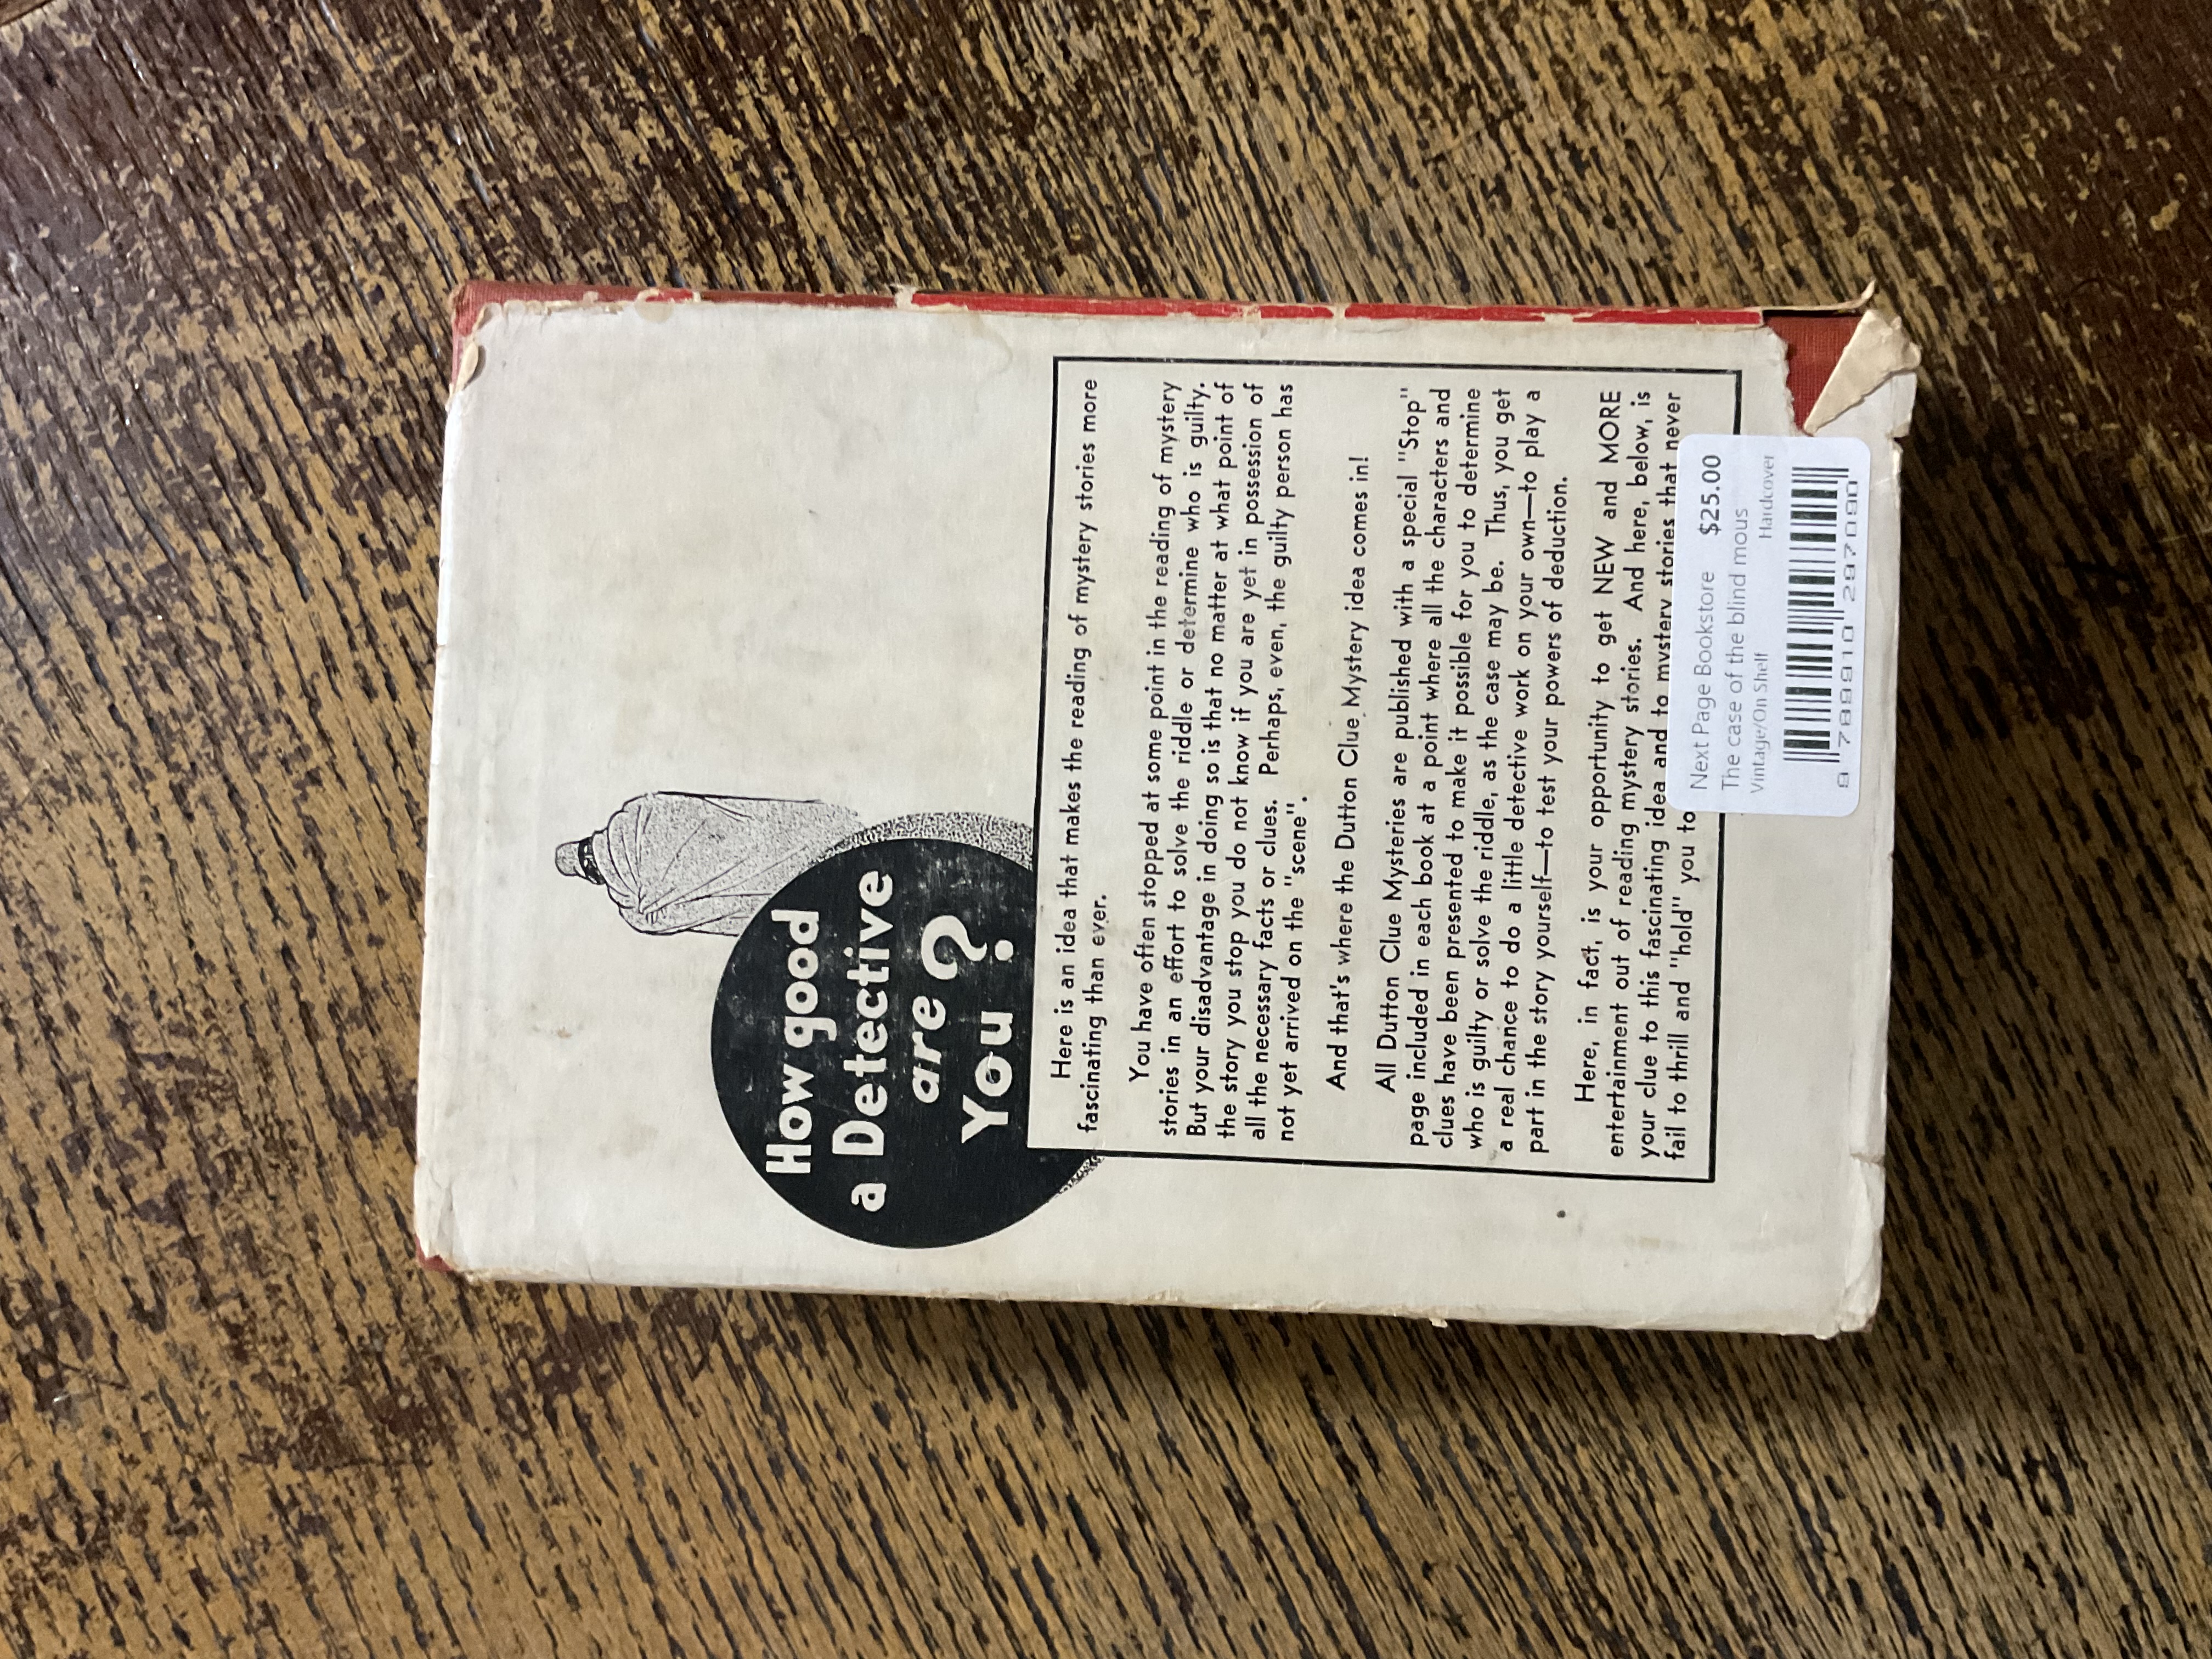 How good
a Detective
are
You ?
Here is an idea that makes the reading of mystery stories more
fascinating than ever.
You have often stopped at some point in the reading of mystery
stories in an effort to solve the riddle or determine who is guilty.
But your disadvantage in doing so is that no matter at what point of
the story you stop you do not know if you are yet in possession of
all the necessary facts or clues. Perhaps, even, the guilty person has
not yet arrived on the "scene".
And that's where the Dutton Clue Mystery idea comes in!
All Dutton Clue Mysteries are published with a special "Stop"
page included in each book at a point where all the characters and
clues have been presented to make it possible for you to determine
who is guilty or solve the riddle, as the case may be. Thus, you get
a real chance to do a little detective work on your own—to play a
part in the story yourself—to test your powers of deduction.
Here, in fact, is your opportunity to get NEW and MORE
entertainment out of reading mystery stories. And here, below, is
your clue to this fascinating idea and to mystery stories that never
fail to thrill and "hold" you to
Next Page Bookstore $25.00
The case of the blind mous
Vintage/On Shelf Hardcover
9 788910 297090